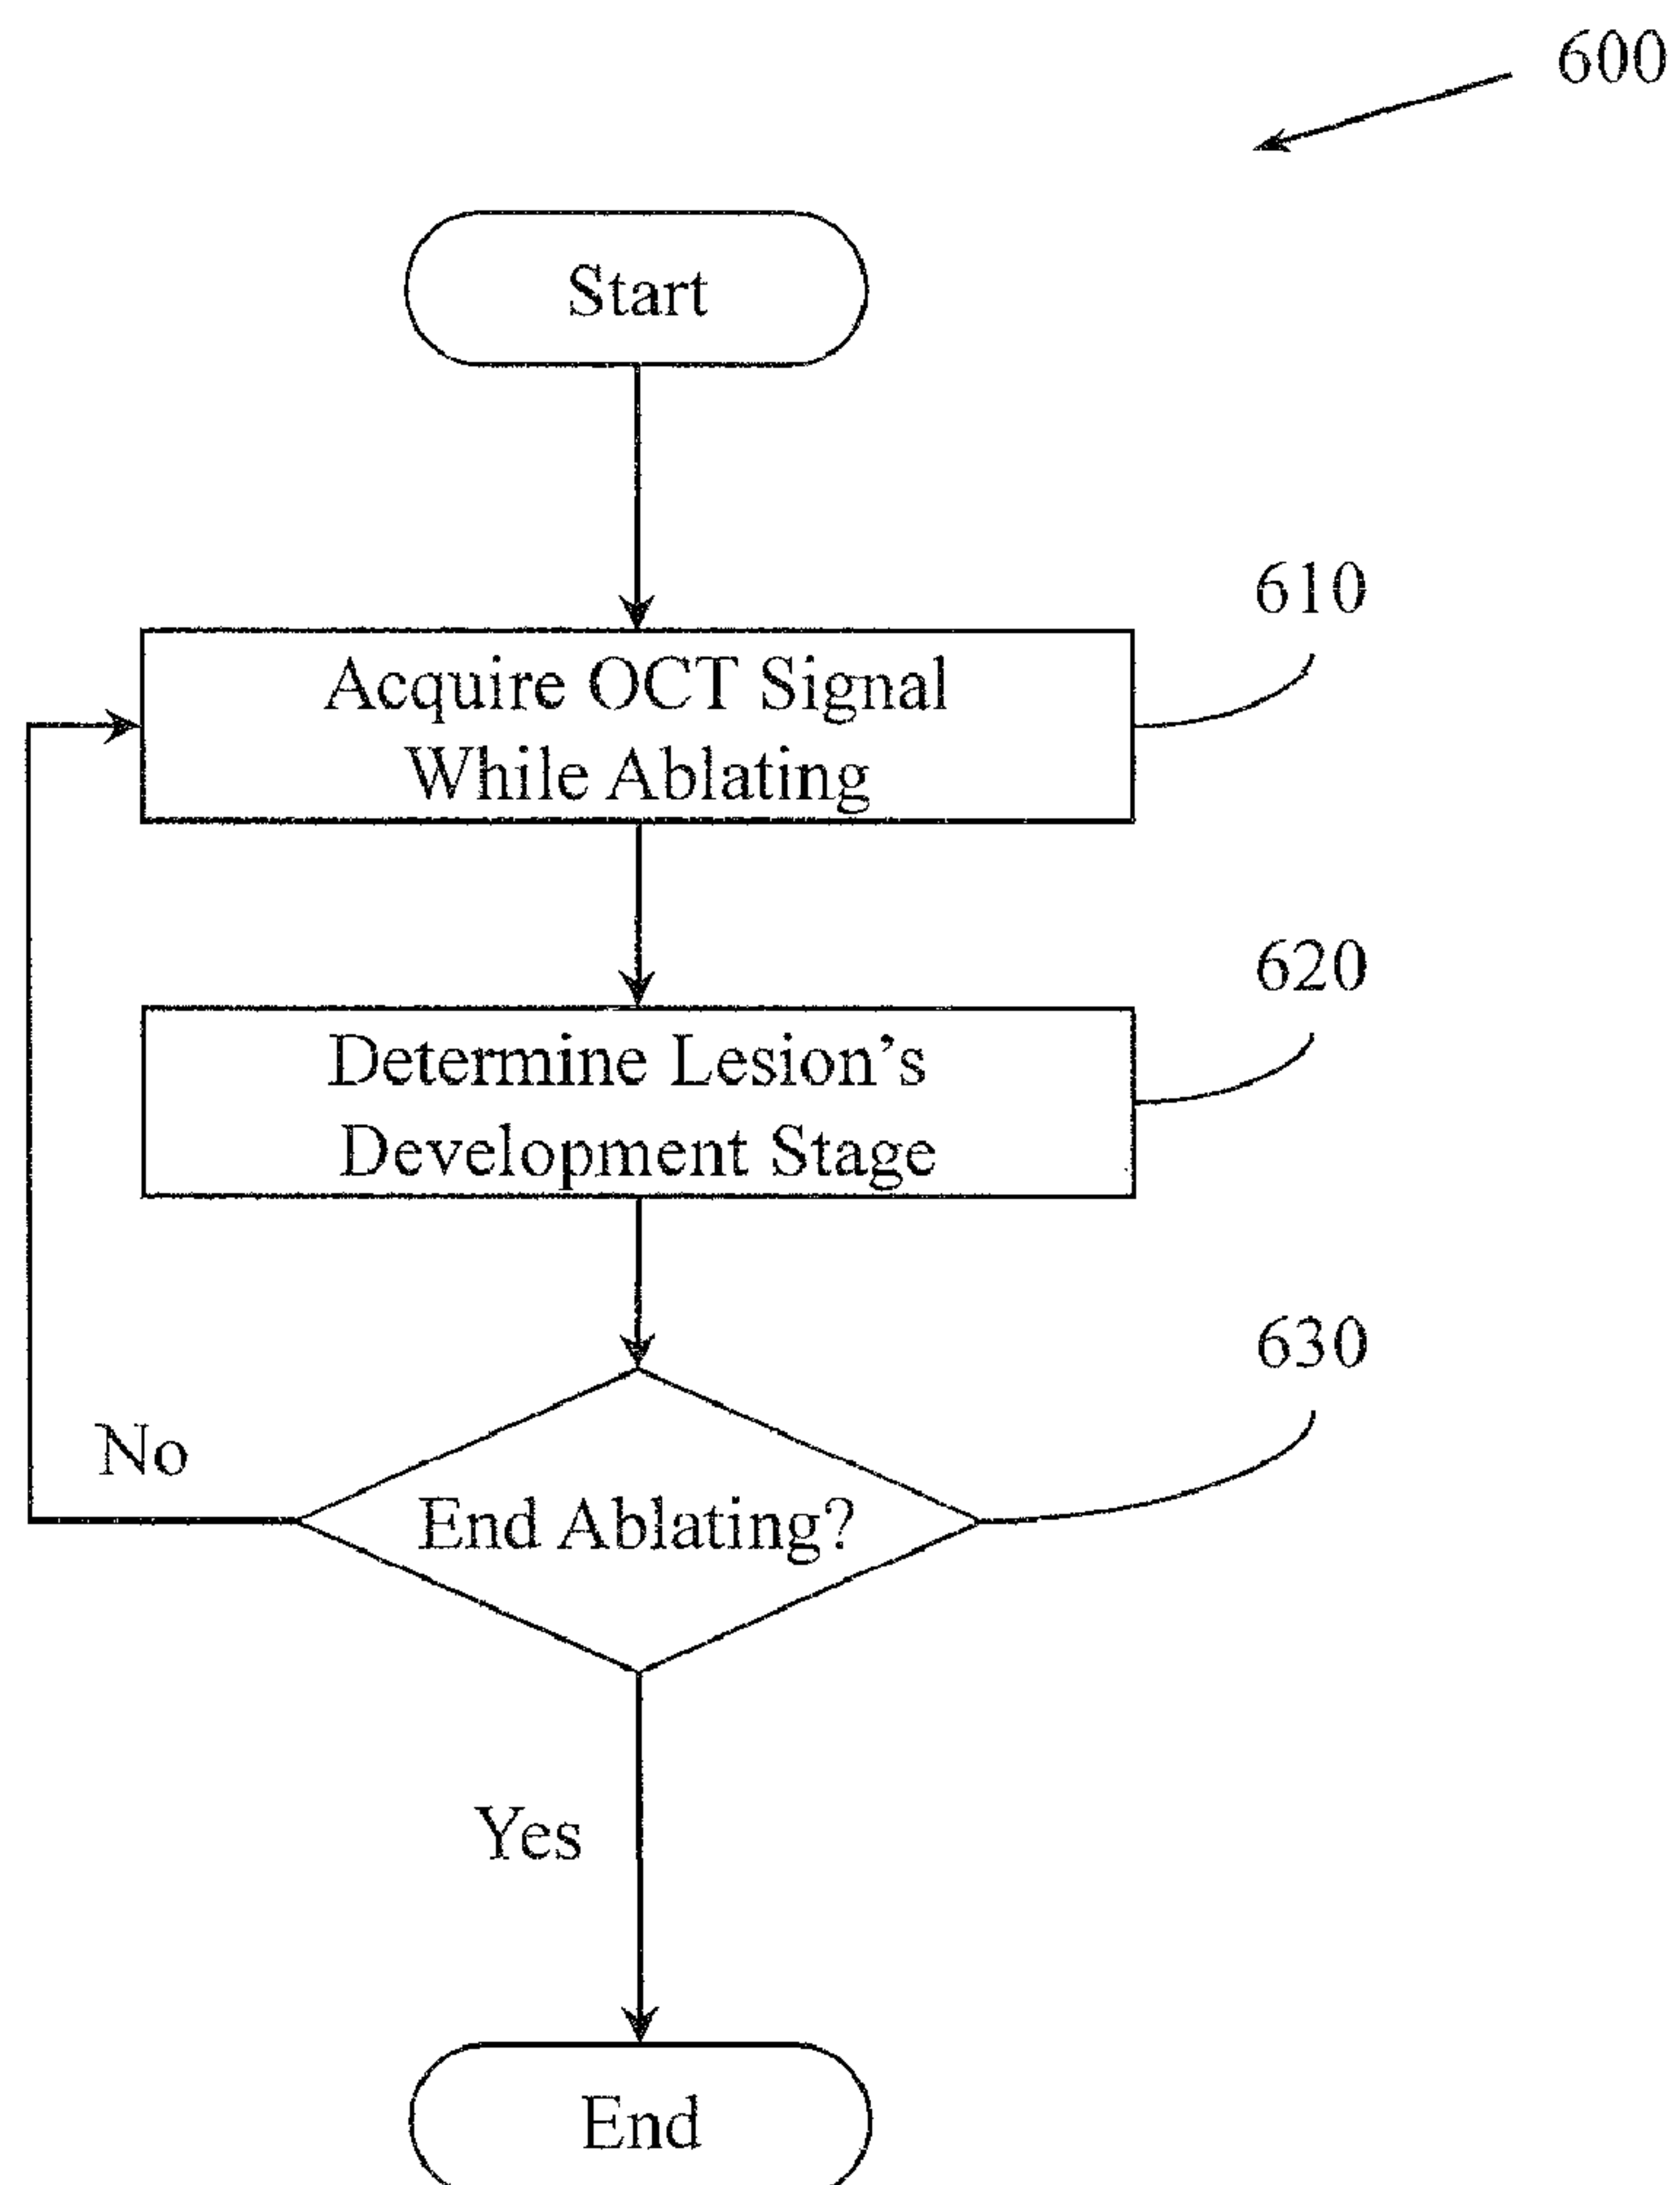 600
Start
610
Acquire OCT Signal
While Ablating
620
Determine Lesion’s
Development Stage
630
No
End Ablating?
Yes
End